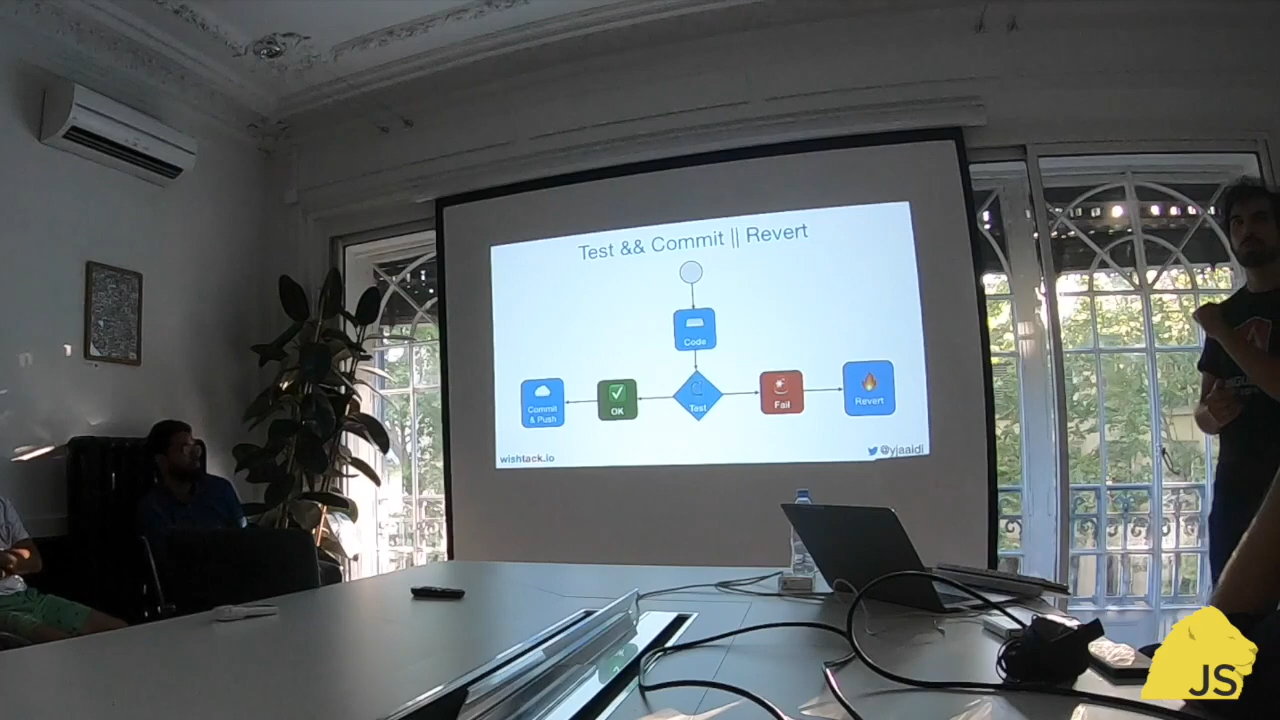 Test && Commit || Revert
Code
Commit
& Push
OK
Test
Fail
Revert
wishtack.io
@yjaaidi
JS